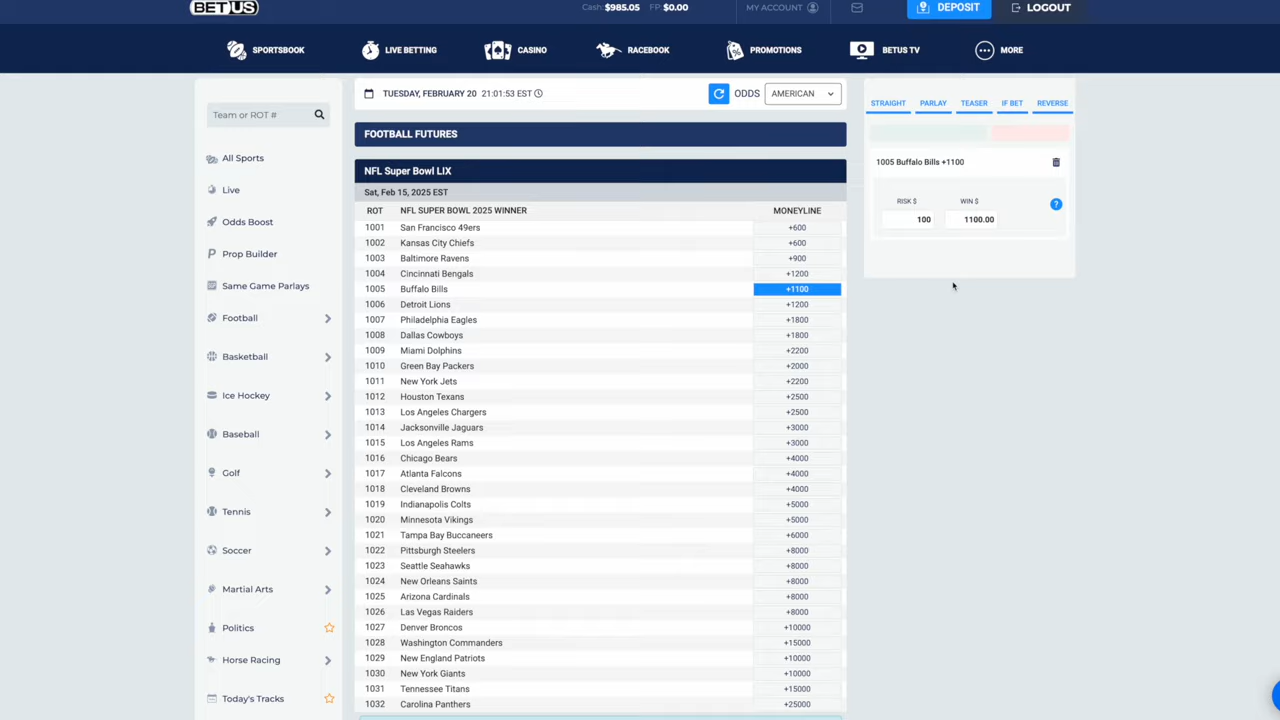 BETUS
Cash: $985.05 FP: $0.00 MY ACCOUNT DEPOSIT LOGOUT
SPORTSBOOK LIVE BETTING CASINO RACEBOOK PROMOTIONS BETUS TV MORE
Team or ROT #
All Sports
Live
Odds Boost
Prop Builder
Same Game Parlays
Football
Basketball
Ice Hockey
Baseball
Golf
Tennis
Soccer
Martial Arts
Politics
Horse Racing
Today's Tracks
TUESDAY, FEBRUARY 20 21:01:53 EST ODDS AMERICAN
FOOTBALL FUTURES
NFL Super Bowl LIX
Sat, Feb 15, 2025 EST
ROT NFL SUPER BOWL 2025 WINNER MONEYLINE
1001 San Francisco 49ers +600
1002 Kansas City Chiefs +600
1003 Baltimore Ravens +900
1004 Cincinnati Bengals +1200
1005 Buffalo Bills +1100
1006 Detroit Lions +1200
1007 Philadelphia Eagles +1800
1008 Dallas Cowboys +1800
1009 Miami Dolphins +2200
1010 Green Bay Packers +2000
1011 New York Jets +2200
1012 Houston Texans +2500
1013 Los Angeles Chargers +2500
1014 Jacksonville Jaguars +3000
1015 Los Angeles Rams +3000
1016 Chicago Bears +4000
1017 Atlanta Falcons +4000
1018 Cleveland Browns +4000
1019 Indianapolis Colts +5000
1020 Minnesota Vikings +5000
1021 Tampa Bay Buccaneers +6000
1022 Pittsburgh Steelers +8000
1023 Seattle Seahawks +8000
1024 New Orleans Saints +8000
1025 Arizona Cardinals +8000
1026 Las Vegas Raiders +8000
1027 Denver Broncos +10000
1028 Washington Commanders +15000
1029 New England Patriots +10000
1030 New York Giants +10000
1031 Tennessee Titans +15000
1032 Carolina Panthers +25000
STRAIGHT PARLAY TEASER IF BET REVERSE
1005 Buffalo Bills +1100
RISK $ WIN $
100 1100.00 ?